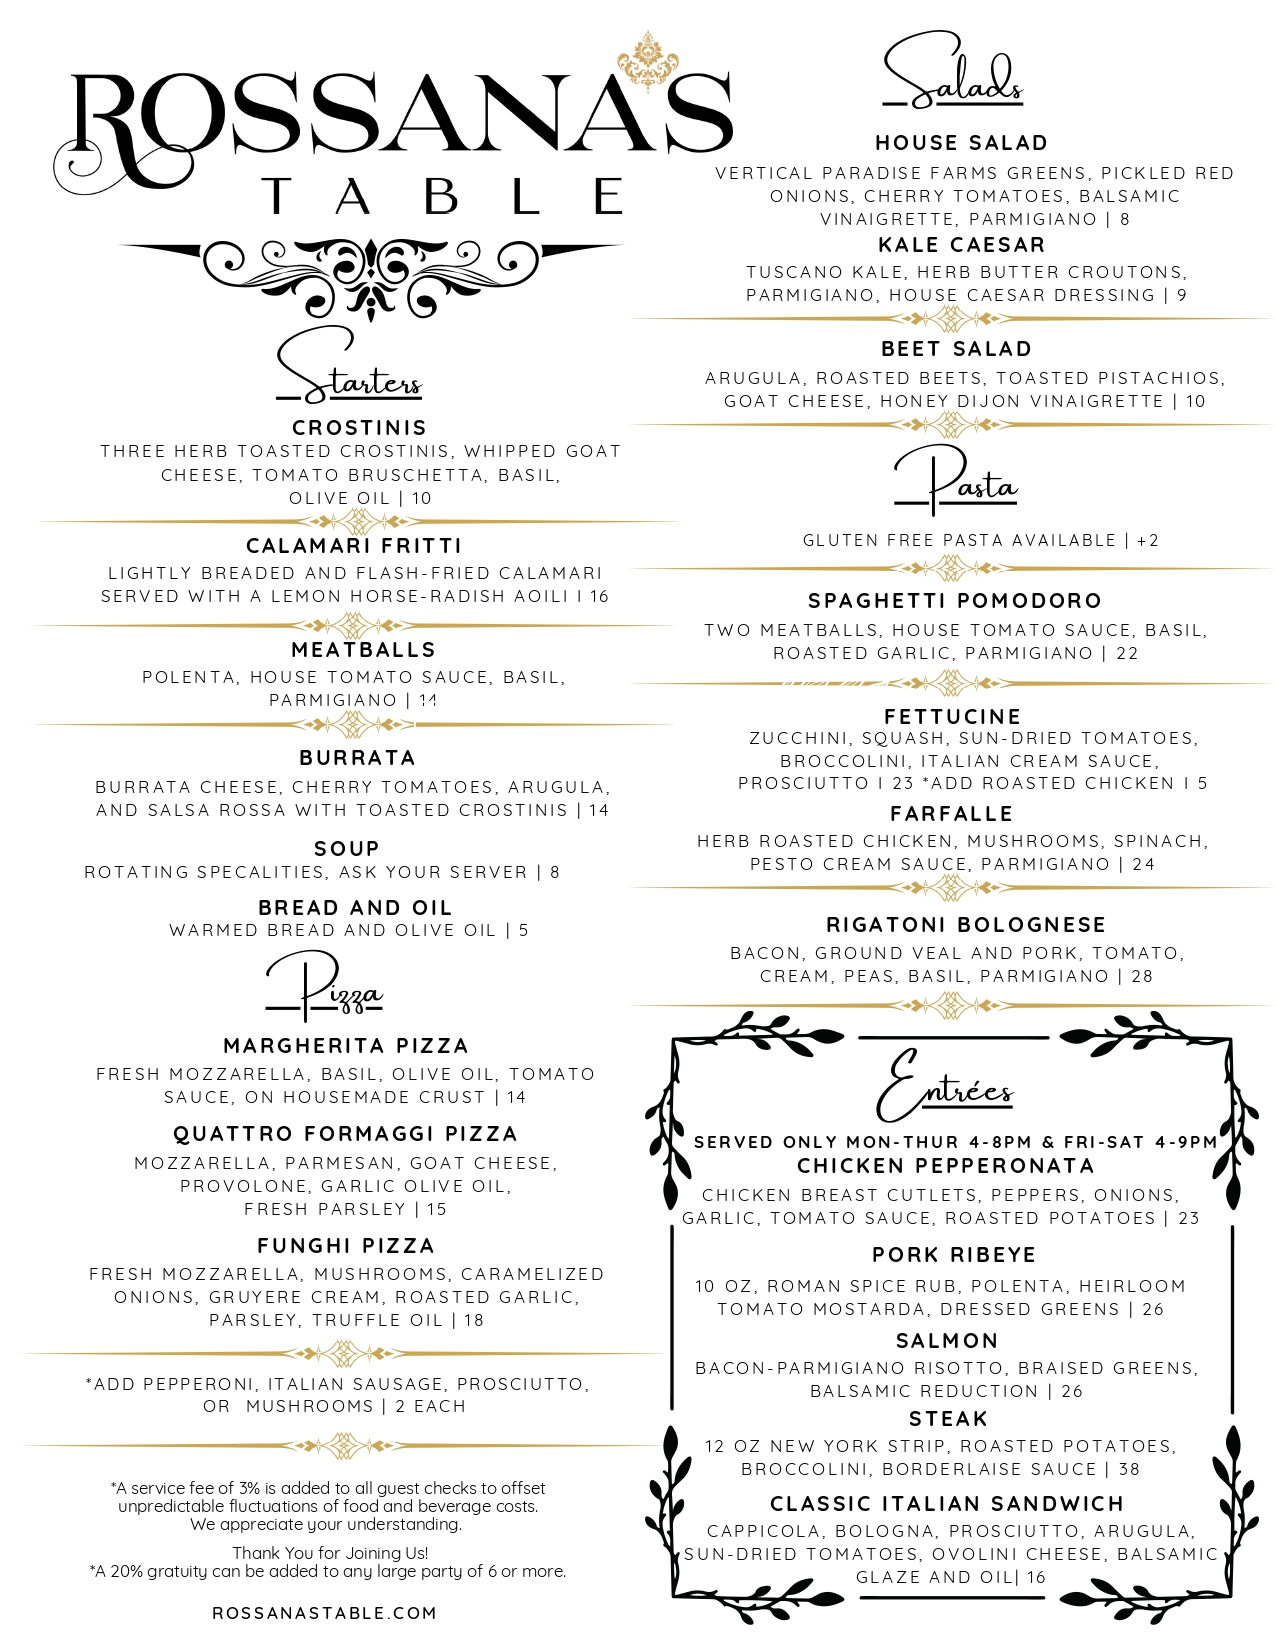 ROSSANA'S
TABLE
Starters
CROSTINIS
THREE HERB TOASTED CROSTINIS, WHIPPED GOAT
CHEESE, TOMATO BRUSCHETTA, BASIL,
OLIVE OIL | 10
CALAMARI FRITTI
LIGHTLY BREADED AND FLASH-FRIED CALAMARI
SERVED WITH A LEMON HORSE-RADISH AOILI I 16
MEATBALLS
POLENTA, HOUSE TOMATO SAUCE, BASIL,
PARMIGIANO |
BURRATA
BURRATA CHEESE, CHERRY TOMATOES, ARUGULA,
AND SALSA ROSSA WITH TOASTED CROSTINIS | 14
SOUP
ROTATING SPECALITIES, ASK YOUR SERVER | 8
BREAD AND OIL
WARMED BREAD AND OLIVE OIL | 5
Pizza
MARGHERITA PIZZA
FRESH MOZZARELLA, BASIL, OLIVE OIL, TOMATO
SAUCE, ON HOUSEMADE CRUST | 14
QUATTRO FORMAGGI PIZZA
MOZZARELLA, PARMESAN, GOAT CHEESE,
PROVOLONE, GARLIC OLIVE OIL,
FRESH PARSLEY | 15
FUNGHI PIZZA
FRESH MOZZARELLA, MUSHROOMS, CARAMELIZED
ONIONS, GRUYERE CREAM, ROASTED GARLIC,
PARSLEY, TRUFFLE OIL | 18
*ADD PEPPERONI, ITALIAN SAUSAGE, PROSCIUTTO,
OR MUSHROOMS | 2 EACH
*A service fee of 3% is added to all guest checks to offset
unpredictable fluctuations of food and beverage costs.
We appreciate your understanding.
Thank You for Joining Us!
*A 20% gratuity can be added to any large party of 6 or more.
ROSSANASTABLE.COM
Salads
HOUSE SALAD
VERTICAL PARADISE FARMS GREENS, PICKLED RED
ONIONS, CHERRY TOMATOES, BALSAMIC
VINAIGRETTE, PARMIGIANO | 8
KALE CAESAR
TUSCANO KALE, HERB BUTTER CROUTONS,
PARMIGIANO, HOUSE CAESAR DRESSING | 9
BEET SALAD
ARUGULA, ROASTED BEETS, TOASTED PISTACHIOS,
GOAT CHEESE, HONEY DIJON VINAIGRETTE | 10
Pasta
GLUTEN FREE PASTA AVAILABLE | +2
SPAGHETTI POMODORO
TWO MEATBALLS, HOUSE TOMATO SAUCE, BASIL,
ROASTED GARLIC, PARMIGIANO | 22
FETTUCINE
ZUCCHINI, SQUASH, SUN-DRIED TOMATOES,
BROCCOLINI, ITALIAN CREAM SAUCE,
PROSCIUTTO I 23 *ADD ROASTED CHICKEN I 5
FARFALLE
HERB ROASTED CHICKEN, MUSHROOMS, SPINACH,
PESTO CREAM SAUCE, PARMIGIANO | 24
RIGATONI BOLOGNESE
BACON, GROUND VEAL AND PORK, TOMATO,
CREAM, PEAS, BASIL, PARMIGIANO | 28
Entrées
SERVED ONLY MON-THUR 4-8PM & FRI-SAT 4-9PM
CHICKEN PEPPERONATA
CHICKEN BREAST CUTLETS, PEPPERS, ONIONS,
GARLIC, TOMATO SAUCE, ROASTED POTATOES | 23
PORK RIBEYE
10 OZ, ROMAN SPICE RUB, POLENTA, HEIRLOOM
TOMATO MOSTARDA, DRESSED GREENS | 26
SALMON
BACON-PARMIGIANO RISOTTO, BRAISED GREENS,
BALSAMIC REDUCTION | 26
STEAK
12 OZ NEW YORK STRIP, ROASTED POTATOES,
BROCCOLINI, BORDERLAISE SAUCE | 38
CLASSIC ITALIAN SANDWICH
CAPPICOLA, BOLOGNA, PROSCIUTTO, ARUGULA,
SUN-DRIED TOMATOES, OVOLINI CHEESE, BALSAMIC
GLAZE AND OIL| 16